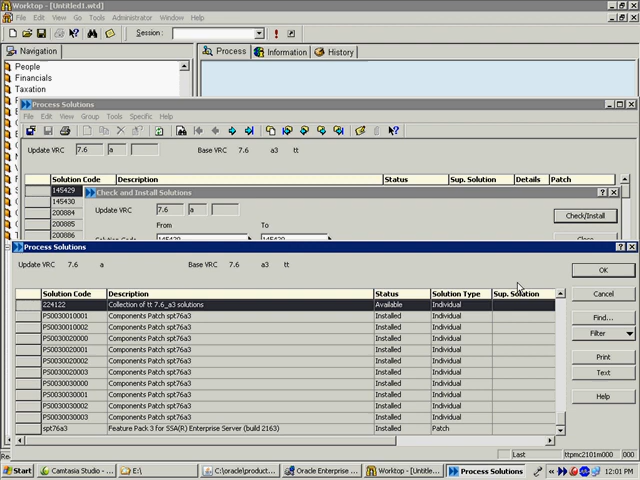 Worktop - [Untitled1.wtd]
File Edit View Go Tools Administrator Window Help
Session:
Navigation Process Information History
People
Financials
Taxation
Process Solutions
File Edit View Group Tools Specific Help
Update VRC 7.6 a Base VRC 7.6 a3 tt
Solution Code Description Status Sup. Solution Details Patch
145429
145430
200884
200885
200886
Check and Install Solutions
Update VRC 7.6 a
From To
Check/Install
Process Solutions
Update VRC 7.6 a Base VRC 7.6 a3 tt
OK
Cancel
Find...
Filter
Print
Text
Help
Solution Code Description Status Solution Type Sup. Solution
224122 Collection of tt 7.6_a3 solutions Available Individual
PS0030010001 Components Patch spt76a3 Installed Individual
PS0030010002 Components Patch spt76a3 Installed Individual
PS0030020000 Components Patch spt76a3 Installed Individual
PS0030020001 Components Patch spt76a3 Installed Individual
PS0030020002 Components Patch spt76a3 Installed Individual
PS0030020003 Components Patch spt76a3 Installed Individual
PS0030030000 Components Patch spt76a3 Installed Individual
PS0030030001 Components Patch spt76a3 Installed Individual
PS0030030002 Components Patch spt76a3 Installed Individual
PS0030030003 Components Patch spt76a3 Installed Individual
spt76a3 Feature Pack 3 for SSA(R) Enterprise Server (build 2163) Installed Patch
Last ttpmc2101m000 000
Start Camtasia Studio - ... E:\ C:\oracle\product... Oracle Enterprise ... Worktop - [Untitle... Process Solutions 12:01 PM